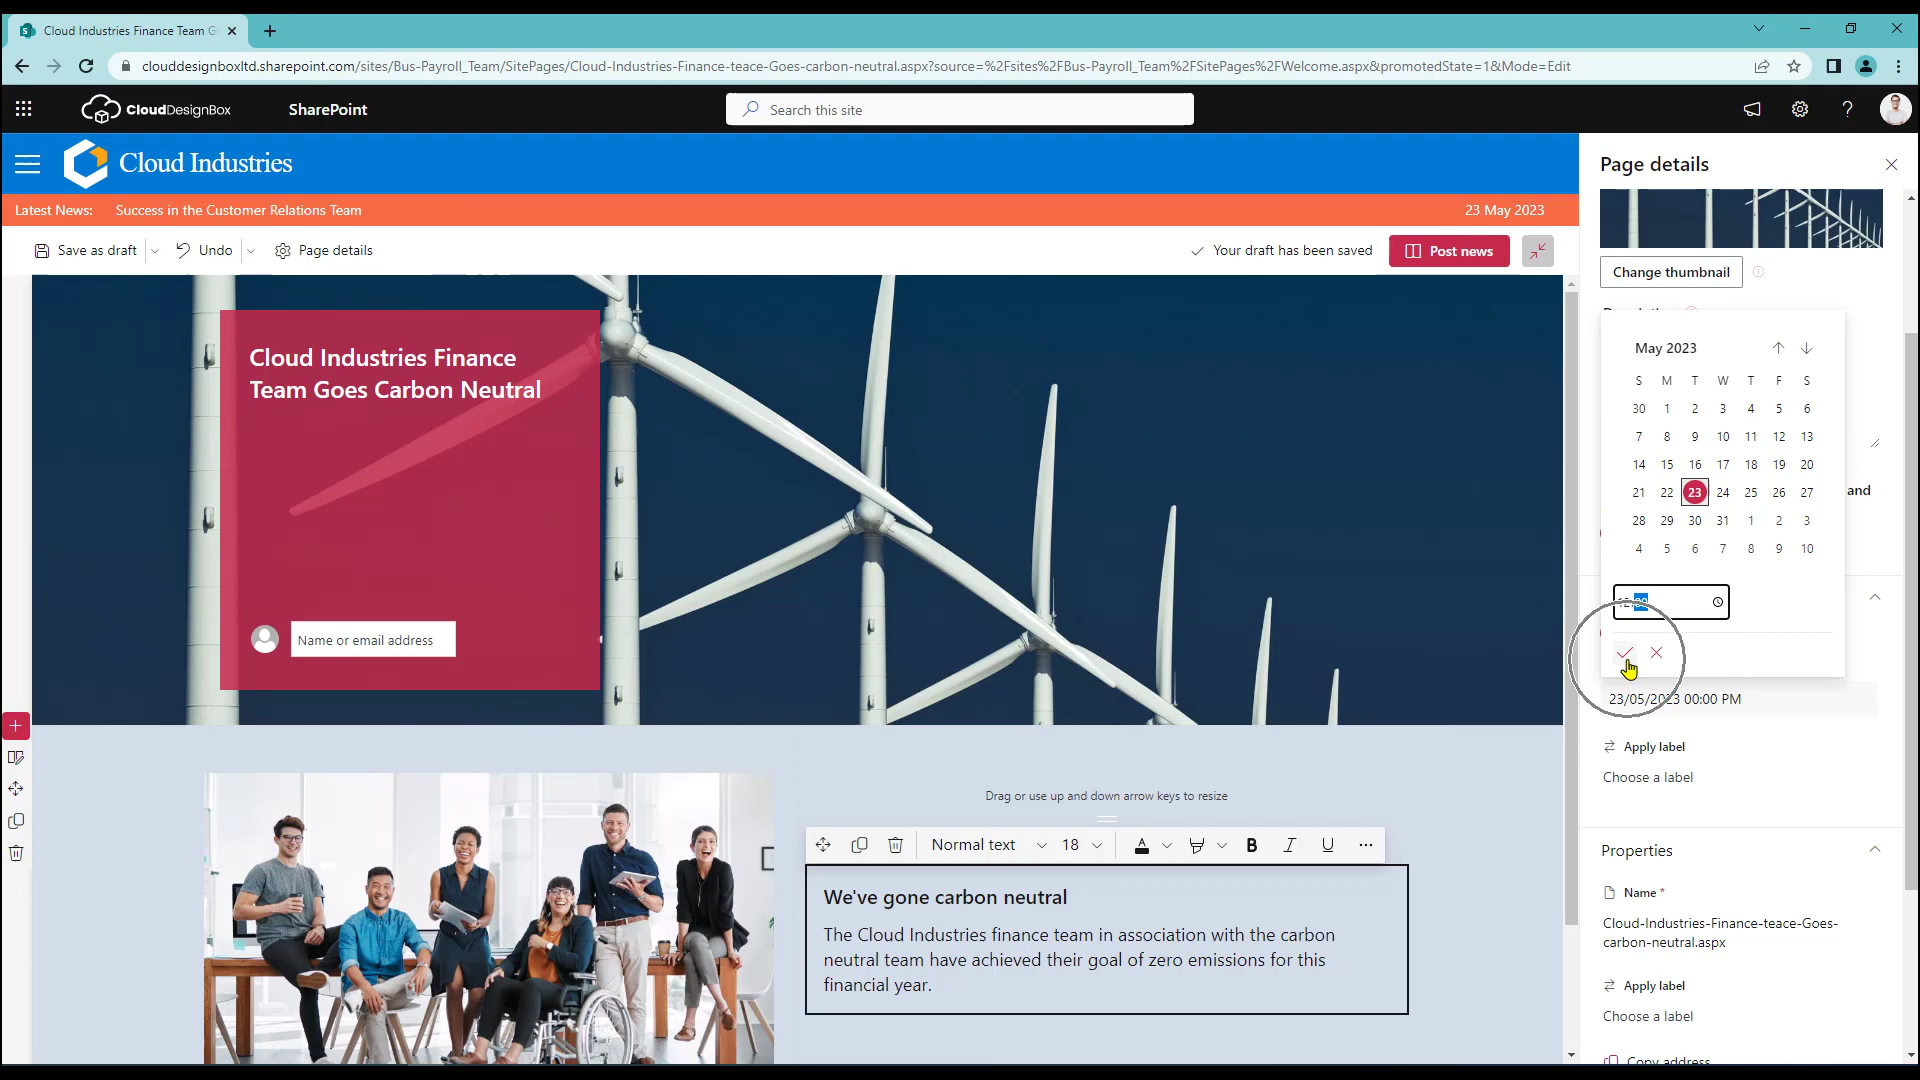 Cloud Industries Finance Team G
clouddesignboxltd.sharepoint.com/sites/Bus-Payroll_Team/SitePages/Cloud-Industries-Finance-teace-Goes-carbon-neutral.aspx?source=%2Fsites%2FBus-Payroll_Team%2FSitePages%2FWelcome.aspx&promotedState=1&Mode=Edit
CloudDesignBox
SharePoint
Search this site
Cloud Industries
Latest News: Success in the Customer Relations Team
23 May 2023
Save as draft
Undo
Page details
Your draft has been saved
Post news
Cloud Industries Finance
Team Goes Carbon Neutral
Name or email address
Drag or use up and down arrow keys to resize
Normal text
18
A
B
I
U
We've gone carbon neutral
The Cloud Industries finance team in association with the carbon
neutral team have achieved their goal of zero emissions for this
financial year.
Page details
Change thumbnail
May 2023
S M T W T F S
30 1 2 3 4 5 6
7 8 9 10 11 12 13
14 15 16 17 18 19 20
21 22 23 24 25 26 27
28 29 30 31 1 2 3
4 5 6 7 8 9 10
and
23/05/2023 00:00 PM
Apply label
Choose a label
Properties
Name *
Cloud-Industries-Finance-teace-Goes-
carbon-neutral.aspx
Apply label
Choose a label
Copy address